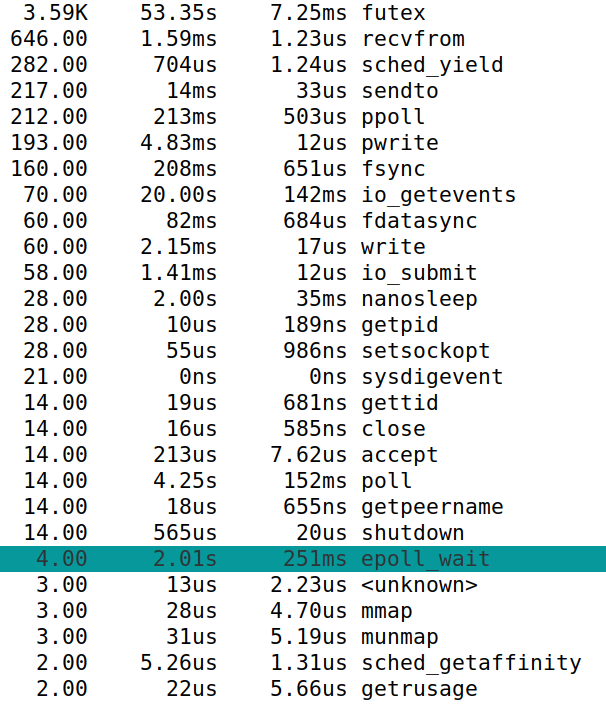 3.59K 53.35s 7.25ms futex
646.00 1.59ms 1.23us recvfrom
282.00 704us 1.24us sched_yield
217.00 14ms 33us sendto
212.00 213ms 503us ppoll
193.00 4.83ms 12us pwrite
160.00 208ms 651us fsync
70.00 20.00s 142ms io_getevents
60.00 82ms 684us fdatasync
60.00 2.15ms 17us write
58.00 1.41ms 12us io_submit
28.00 2.00s 35ms nanosleep
28.00 10us 189ns getpid
28.00 55us 986ns setsockopt
21.00 0ns 0ns sysdigevent
14.00 19us 681ns gettid
14.00 16us 585ns close
14.00 213us 7.62us accept
14.00 4.25s 152ms poll
14.00 18us 655ns getpeername
14.00 565us 20us shutdown
4.00 2.01s 251ms epoll_wait
3.00 13us 2.23us <unknown>
3.00 28us 4.70us mmap
3.00 31us 5.19us munmap
2.00 5.26us 1.31us sched_getaffinity
2.00 22us 5.66us getrusage